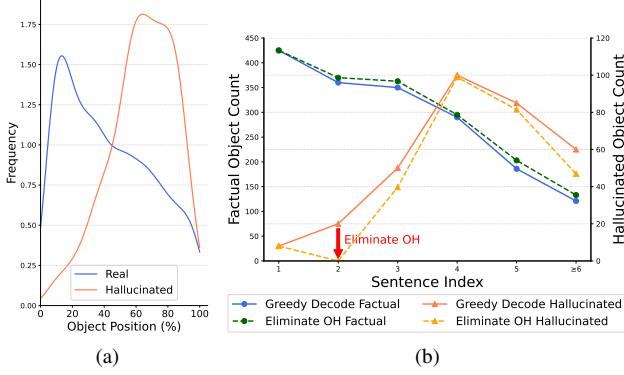 Frequency
1.75
1.50
1.25
1.00
0.75
0.50
0.25
0.00
0 20 40 60 80 100
Object Position (%)
Real
Hallucinated
(a)
Factual Object Count
450
400
350
300
250
200
150
100
50
0
120
100
80
60
40
20
0
Hallucinated Object Count
Eliminate OH
1 2 3 4 5 ≥6
Sentence Index
Greedy Decode Factual
Eliminate OH Factual
Greedy Decode Hallucinated
Eliminate OH Hallucinated
(b)